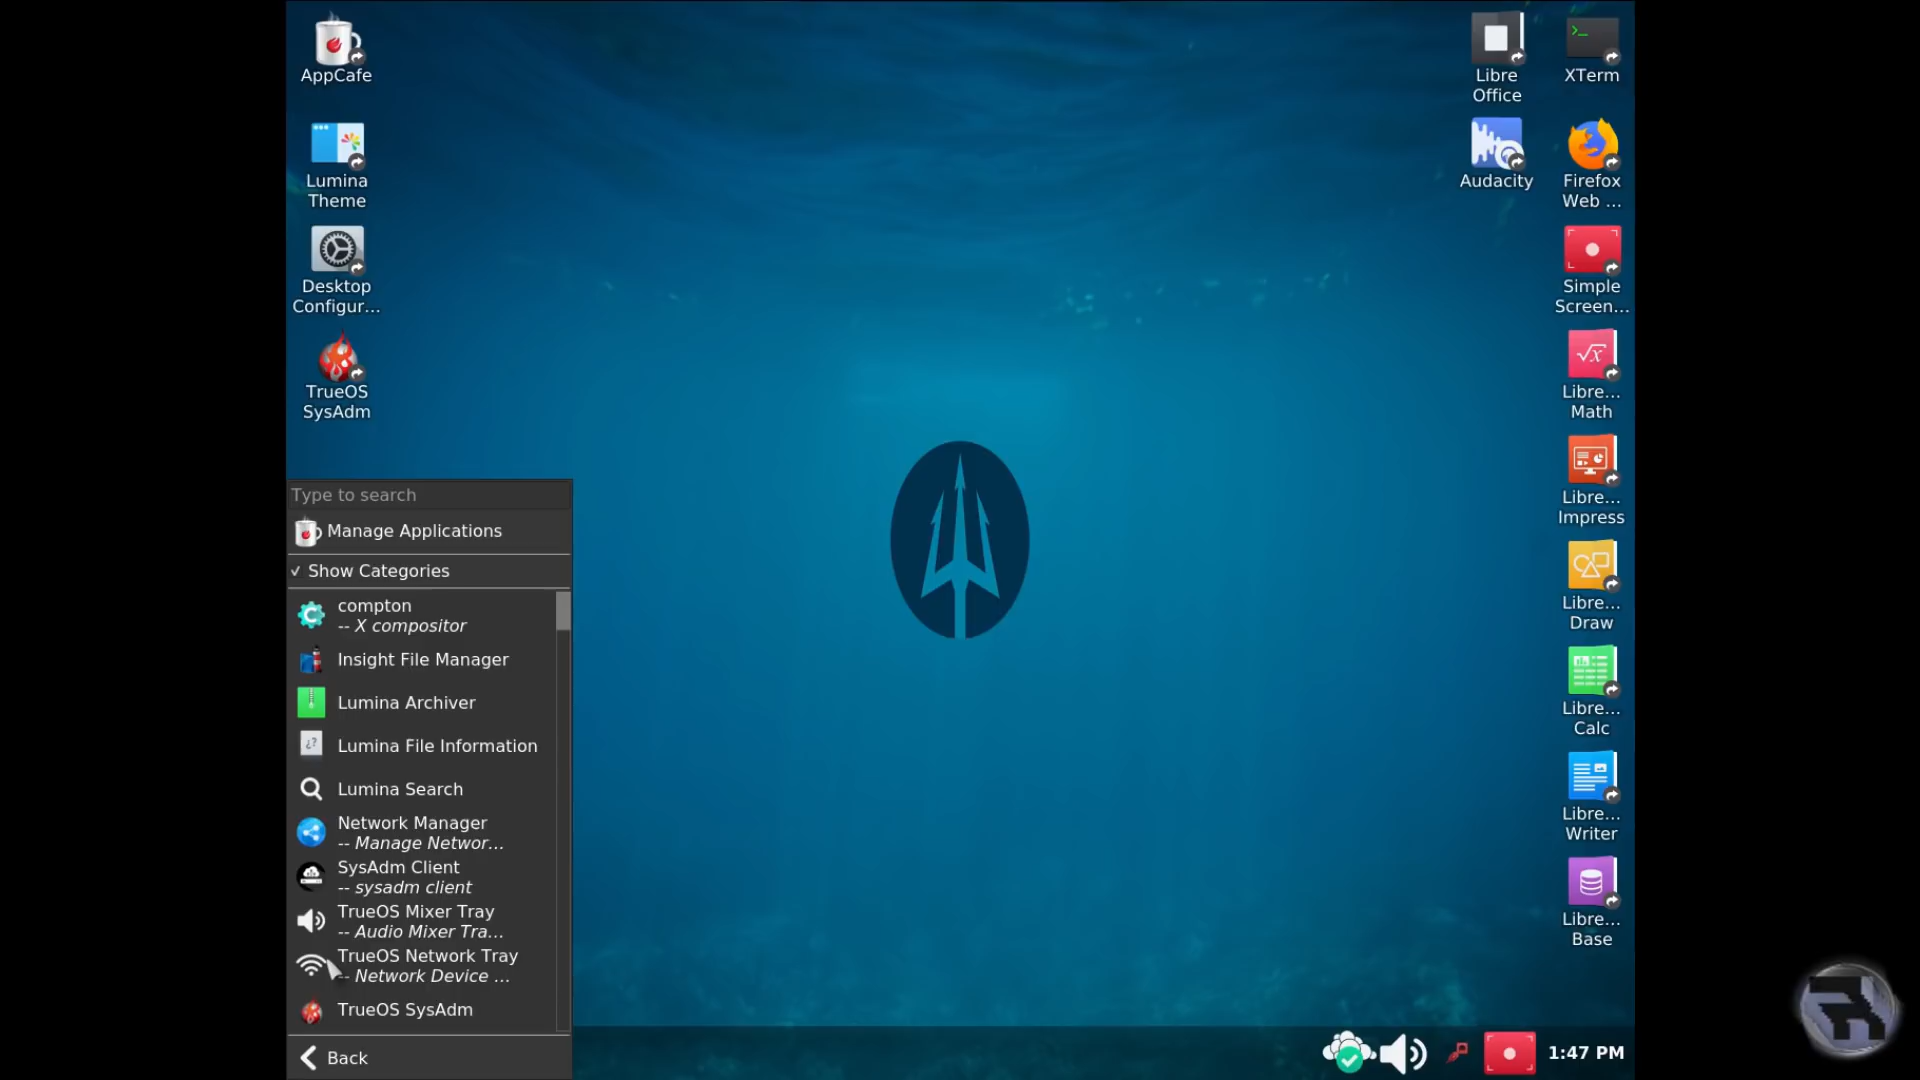 AppCafe
Lumina
Theme
Desktop
Configur...
TrueOS
SysAdm
Libre
Office
XTerm
Audacity
Firefox
Web ...
Simple
Screen...
Libre...
Math
Libre...
Impress
Libre...
Draw
Libre...
Calc
Libre...
Writer
Libre...
Base
Type to search
Manage Applications
Show Categories
compton
-- X compositor
Insight File Manager
Lumina Archiver
Lumina File Information
Lumina Search
Network Manager
-- Manage Networ...
SysAdm Client
-- sysadm client
TrueOS Mixer Tray
-- Audio Mixer Tra...
TrueOS Network Tray
-- Network Device ...
TrueOS SysAdm
Back
1:47 PM